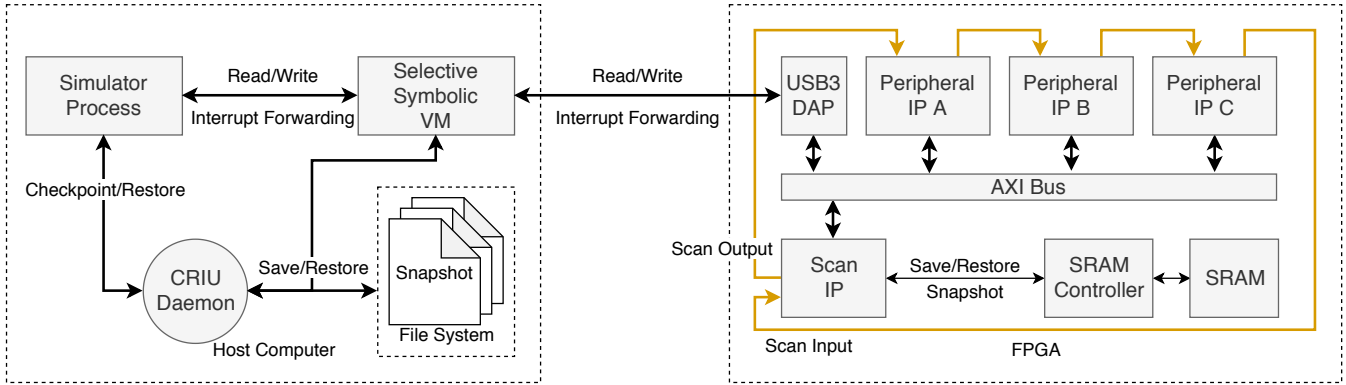 Simulator
Process
Read/Write
Interrupt Forwarding
Selective
Symbolic
VM
Checkpoint/Restore
CRIU
Daemon
Save/Restore
Snapshot
File System
Host Computer
Read/Write
Interrupt Forwarding
USB3
DAP
Peripheral
IP A
Peripheral
IP B
Peripheral
IP C
AXI Bus
Scan Output
Scan
IP
Save/Restore
Snapshot
SRAM
Controller
SRAM
Scan Input
FPGA